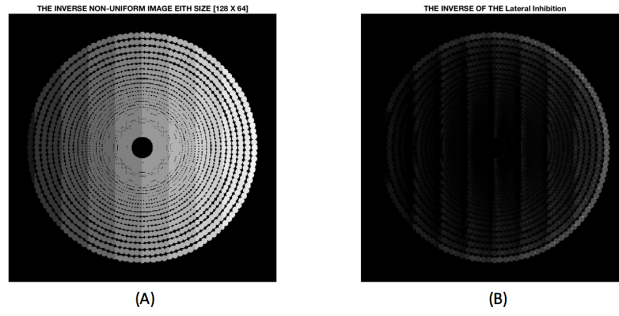 THE INVERSE NON-UNIFORM IMAGE EITH SIZE [128 X 64]
THE INVERSE OF THE Lateral Inhibition
(A)
(B)